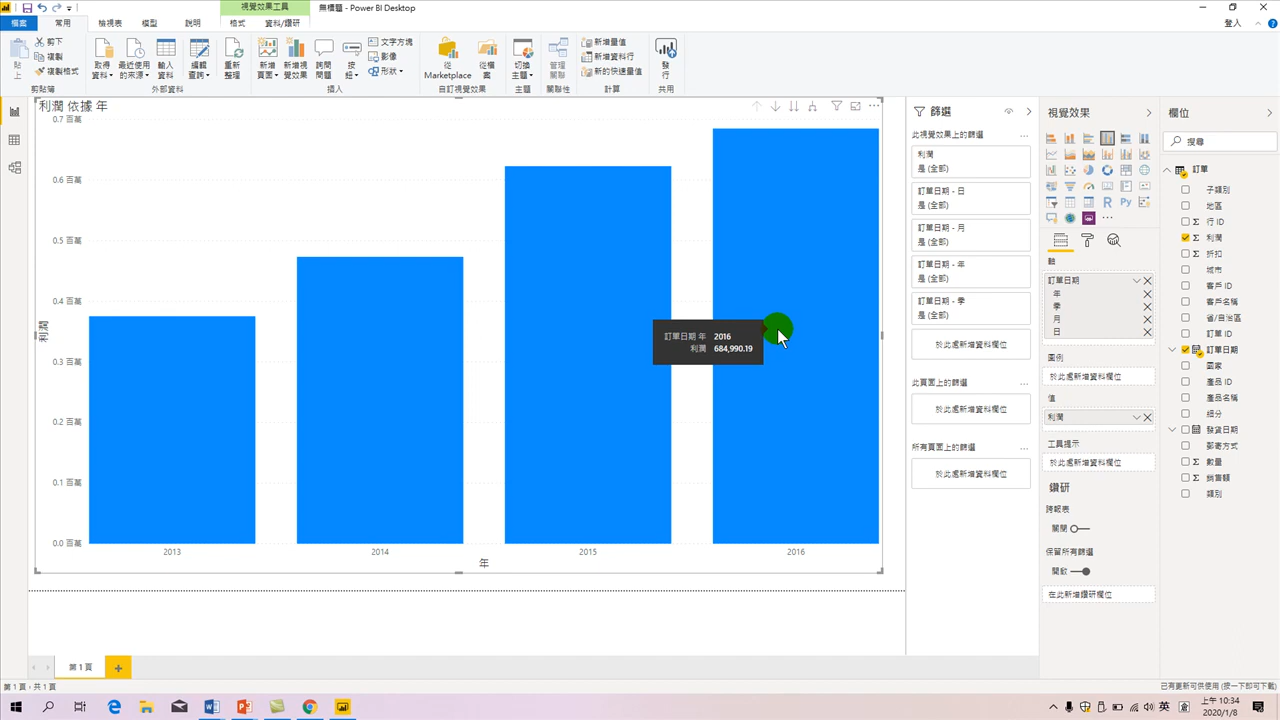 視覺效果工具
無標題 - Power BI Desktop
檔案
常用
檢視表
模型
說明
格式
資料/鑽研
登入
貼上
剪下
複製
複製格式
剪貼簿
取得資料
最近使用的來源
輸入資料
編輯查詢
重新整理
外部資料
新增頁面
新增視覺效果
詢問問題
按鈕
文字方塊
影像
形狀
插入
從 Marketplace
從檔案
自訂視覺效果
切換主題
主題
管理關聯
關聯性
新增量值
新增資料行
新的快速量值
計算
發行
共用
利潤 依據 年
0.7 百萬
0.6 百萬
0.5 百萬
0.4 百萬
0.3 百萬
0.2 百萬
0.1 百萬
0.0 百萬
利潤
2013
2014
2015
2016
年
訂單日期 年 2016
利潤 684,990.19
篩選
此視覺效果上的篩選
利潤
是 (全部)
訂單日期 - 日
是 (全部)
訂單日期 - 月
是 (全部)
訂單日期 - 年
是 (全部)
訂單日期 - 季
是 (全部)
於此處新增資料欄位
此頁面上的篩選
於此處新增資料欄位
所有頁面上的篩選
於此處新增資料欄位
視覺效果
R
Py
軸
訂單日期
年
季
月
日
圖例
於此處新增資料欄位
值
利潤
工具提示
於此處新增資料欄位
鑽研
跨報表
關閉
保留所有篩選
開啟
在此新增鑽研欄位
欄位
搜尋
訂單
子類別
地區
行 ID
利潤
折扣
城市
客戶 ID
客戶名稱
省/自治區
訂單 ID
訂單日期
國家
產品 ID
產品名稱
細分
發貨日期
郵寄方式
數量
銷售額
類別
第 1 頁
第 1 頁，共 1 頁
已有更新可供使用 (按一下即可下載)
英
上午 10:34
2020/1/8